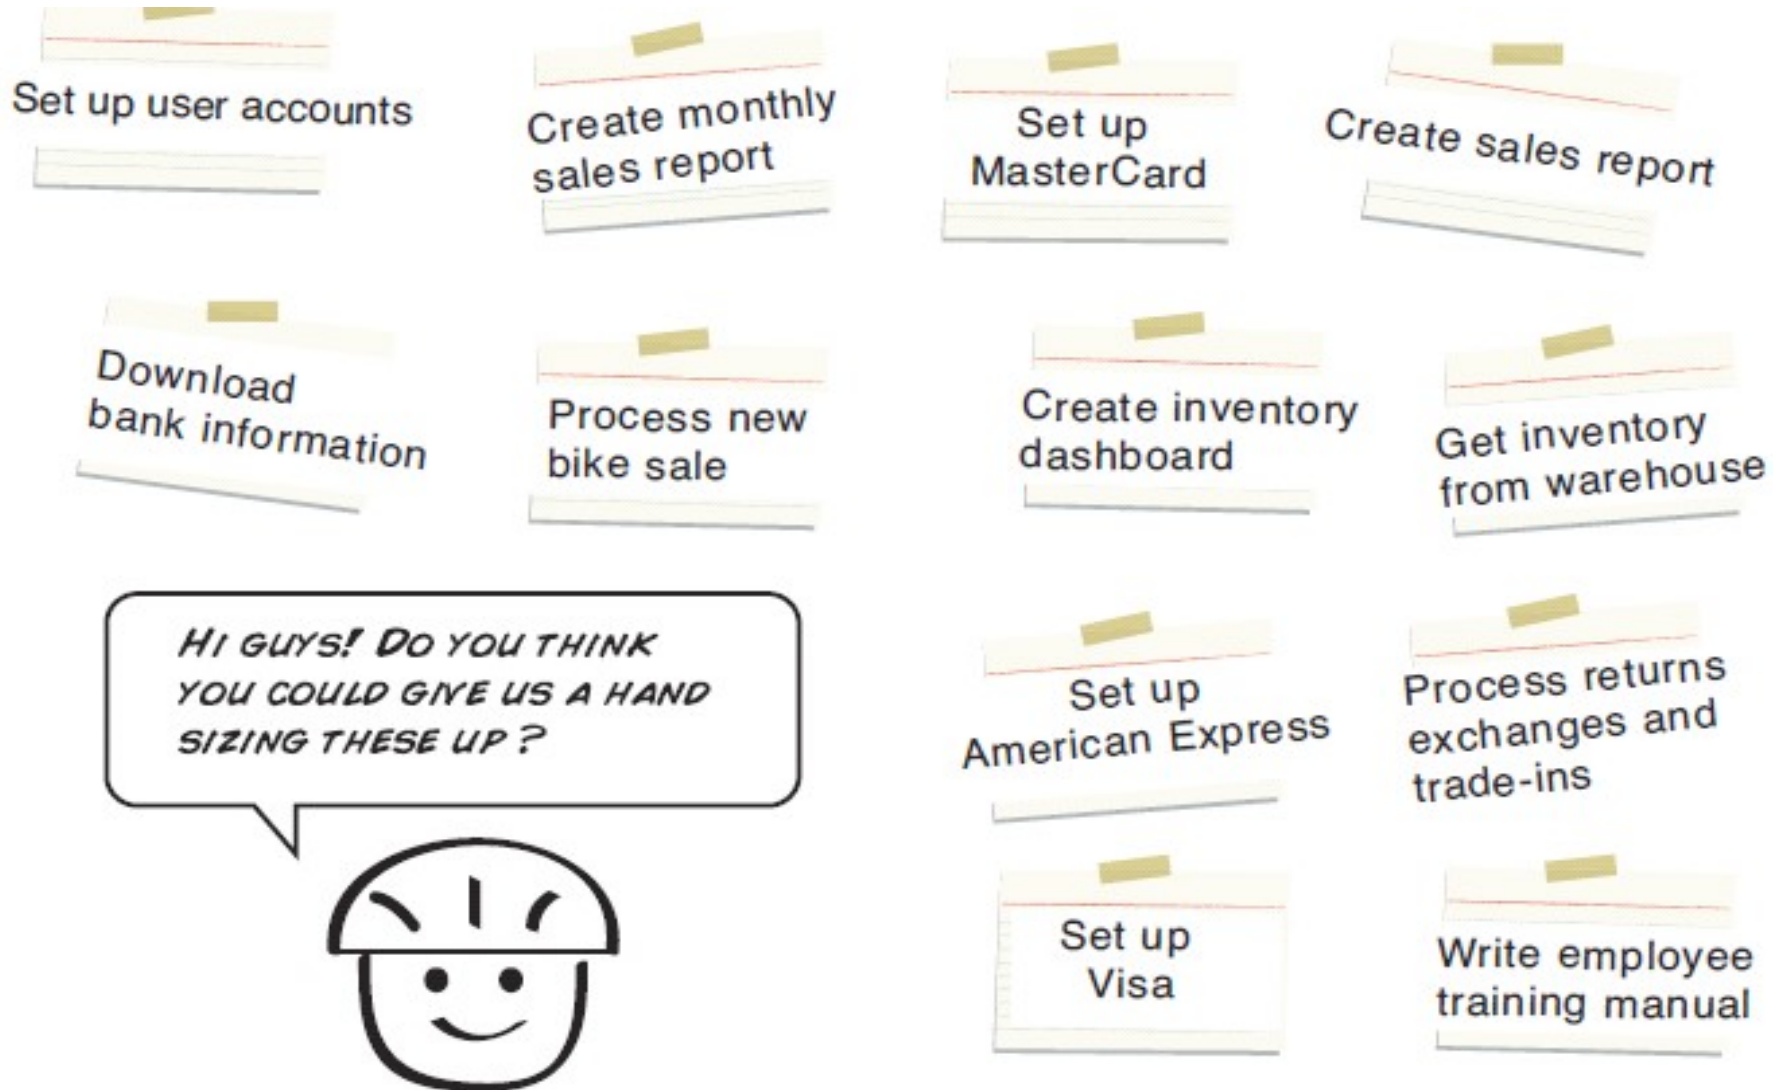 Set up user accounts
Create monthly
sales report
Set up
MasterCard
Create sales report
Download
bank information
Process new
bike sale
Create inventory
dashboard
Get inventory
from warehouse
HI GUYS! DO YOU THINK
YOU COULD GIVE US A HAND
SIZING THESE UP?
Set up
American Express
Process returns
exchanges and
trade-ins
Set up
Visa
Write employee
training manual